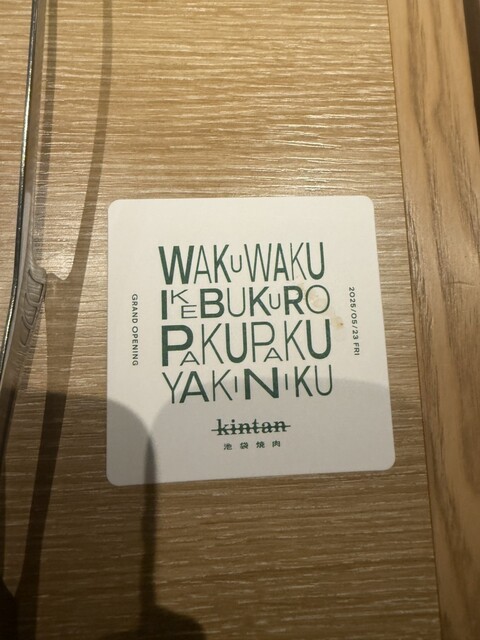 WAKUWAKU
IKEBUKURO
PAKUPAKU
YAKINIKU
GRAND OPENING
2025/05/23 FRI
kintan
池袋焼肉